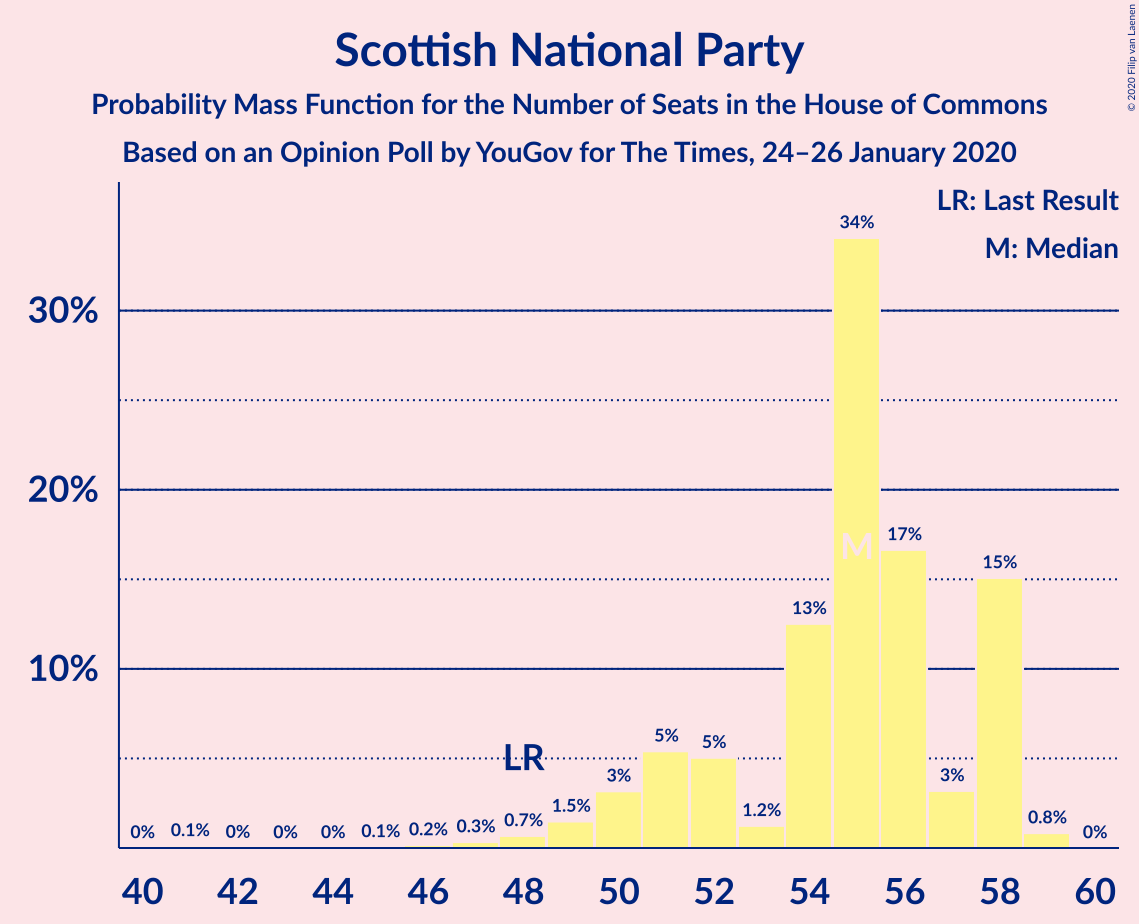 Scottish National Party
Probability Mass Function for the Number of Seats in the House of Commons
Based on an Opinion Poll by YouGov for The Times, 24–26 January 2020
© 2020 Filip van Laenen
LR: Last Result
M: Median
30%
20%
10%
0%
0.1%
0%
0%
0%
0.1%
0.2%
0.3%
0.7%
1.5%
3%
5%
5%
1.2%
13%
34%
17%
3%
15%
0.8%
0%
LR
M
40 42 44 46 48 50 52 54 56 58 60